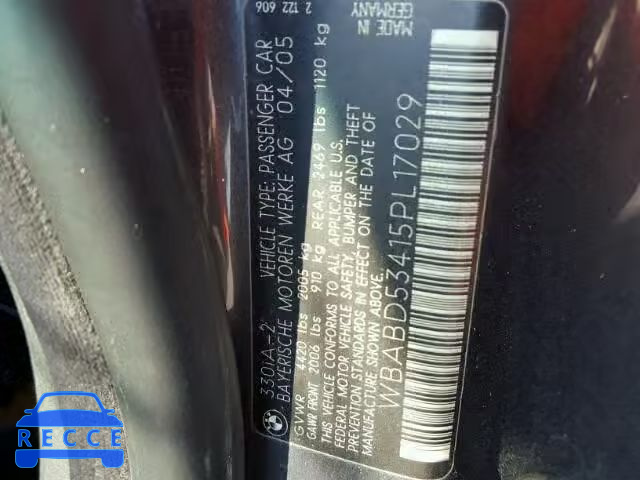 330iA-2 VEHICLE TYPE: PASSENGER CAR
BAYERISCHE MOTOREN WERKE AG 04/05
GVWR 4420 lbs 2005 kg
GAWR FRONT 2006 lbs 910 kg REAR 2469 lbs 1120 kg
THIS VEHICLE CONFORMS TO ALL APPLICABLE U.S.
FEDERAL MOTOR VEHICLE SAFETY, BUMPER AND THEFT
PREVENTION STANDARDS IN EFFECT ON THE DATE OF
MANUFACTURE SHOWN ABOVE.
WBABD53415PL17029
2 122 606
MADE IN
GERMANY
RECCE